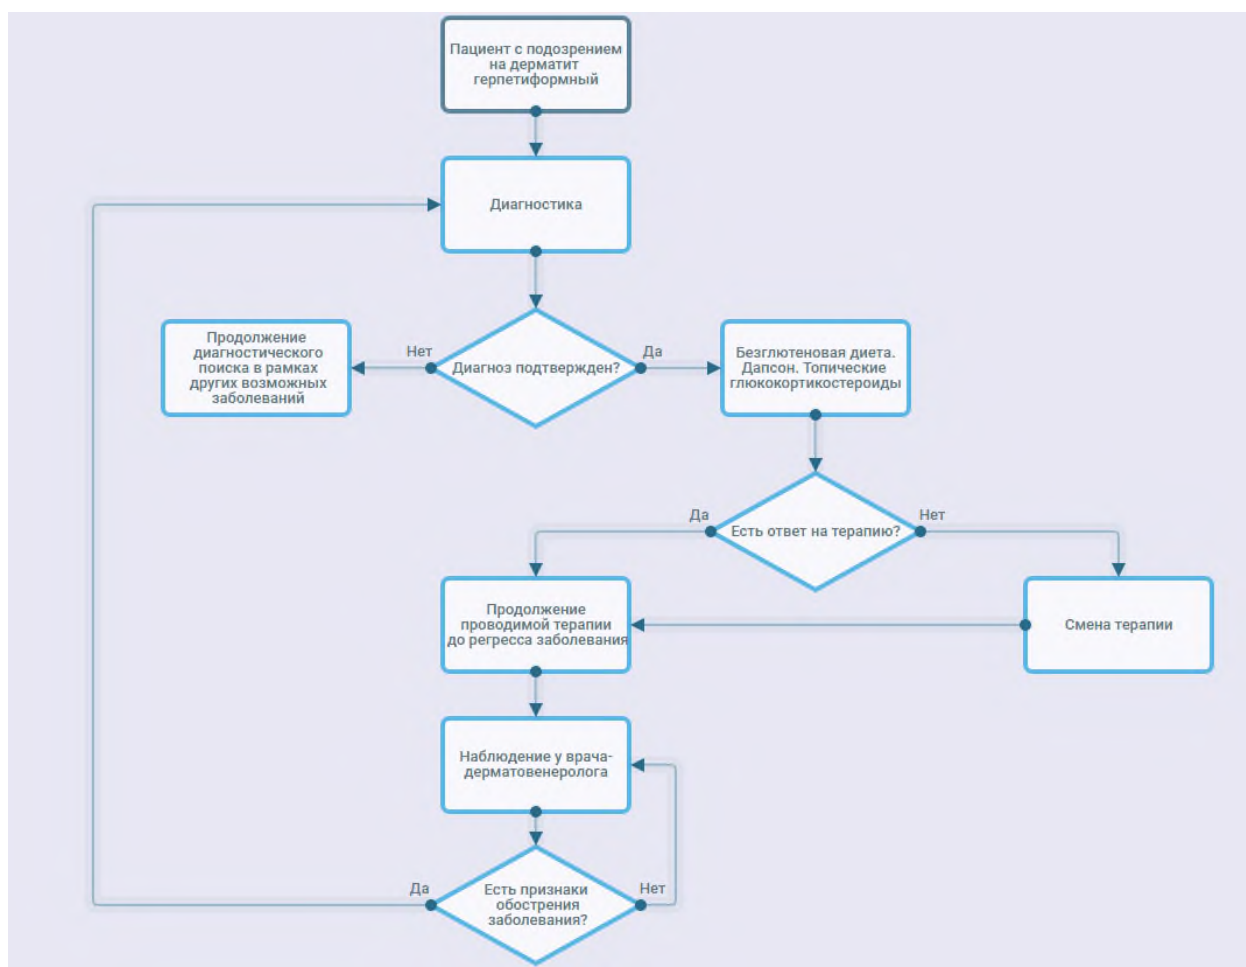 Пациент с подозрением
на дерматит
герпетиформный
Диагностика
Диагноз подтвержден?
Нет
Да
Продолжение
диагностического
поиска в рамках
других возможных
заболеваний
Безглютеновая диета.
Дапсон. Топические
глюкокортикостероиды
Есть ответ на терапию?
Да
Нет
Продолжение
проводимой терапии
до регресса заболевания
Смена терапии
Наблюдение у врача-
дерматовенеролога
Есть признаки
обострения
заболевания?
Да
Нет